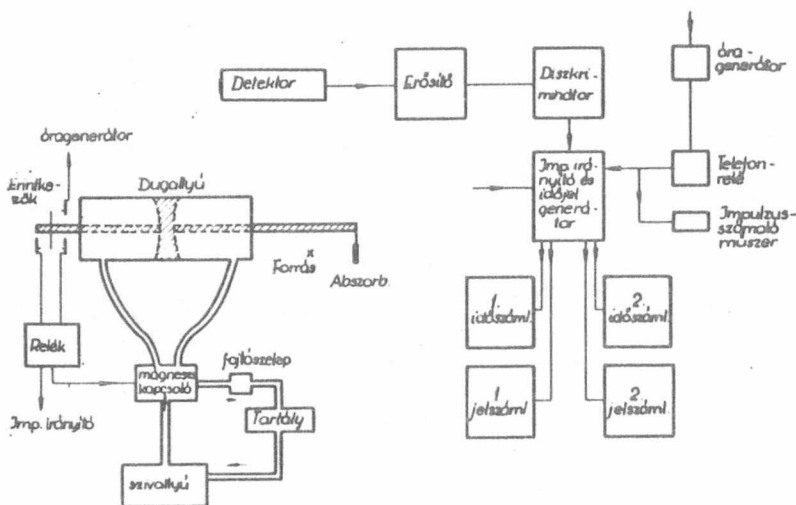 óra-
generátor
Detektor
Erősítő
Diszkri-
minátor
óragenerátor
Dugattyú
Imp. irá-
nyító és
időjel
generá-
tor
Telefon-
relé
Impulzus-
számoló
műszer
Forrás
x
Abszorb.
1.
időszáml.
2.
időszáml.
Relék
mágneses
kapcsoló
fojtószelep
1
jelszáml.
2.
jelszáml.
Tartály
Imp. irányító
szivattyú